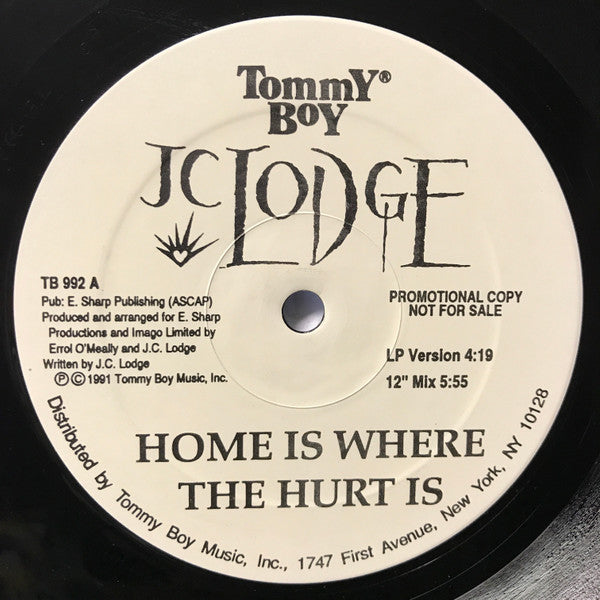 TommY®
BOY
JC LODGE
TB 992 A
Pub: E. Sharp Publishing (ASCAP)
Produced and arranged for E. Sharp
Productions and Imago Limited by
Errol O'Meally and J.C. Lodge
Written by J.C. Lodge
Ⓟ Ⓒ 1991 Tommy Boy Music, Inc.
PROMOTIONAL COPY
NOT FOR SALE
LP Version 4:19
12" Mix 5:55
HOME IS WHERE
THE HURT IS
Distributed by Tommy Boy Music, Inc., 1747 First Avenue, New York, NY 10128